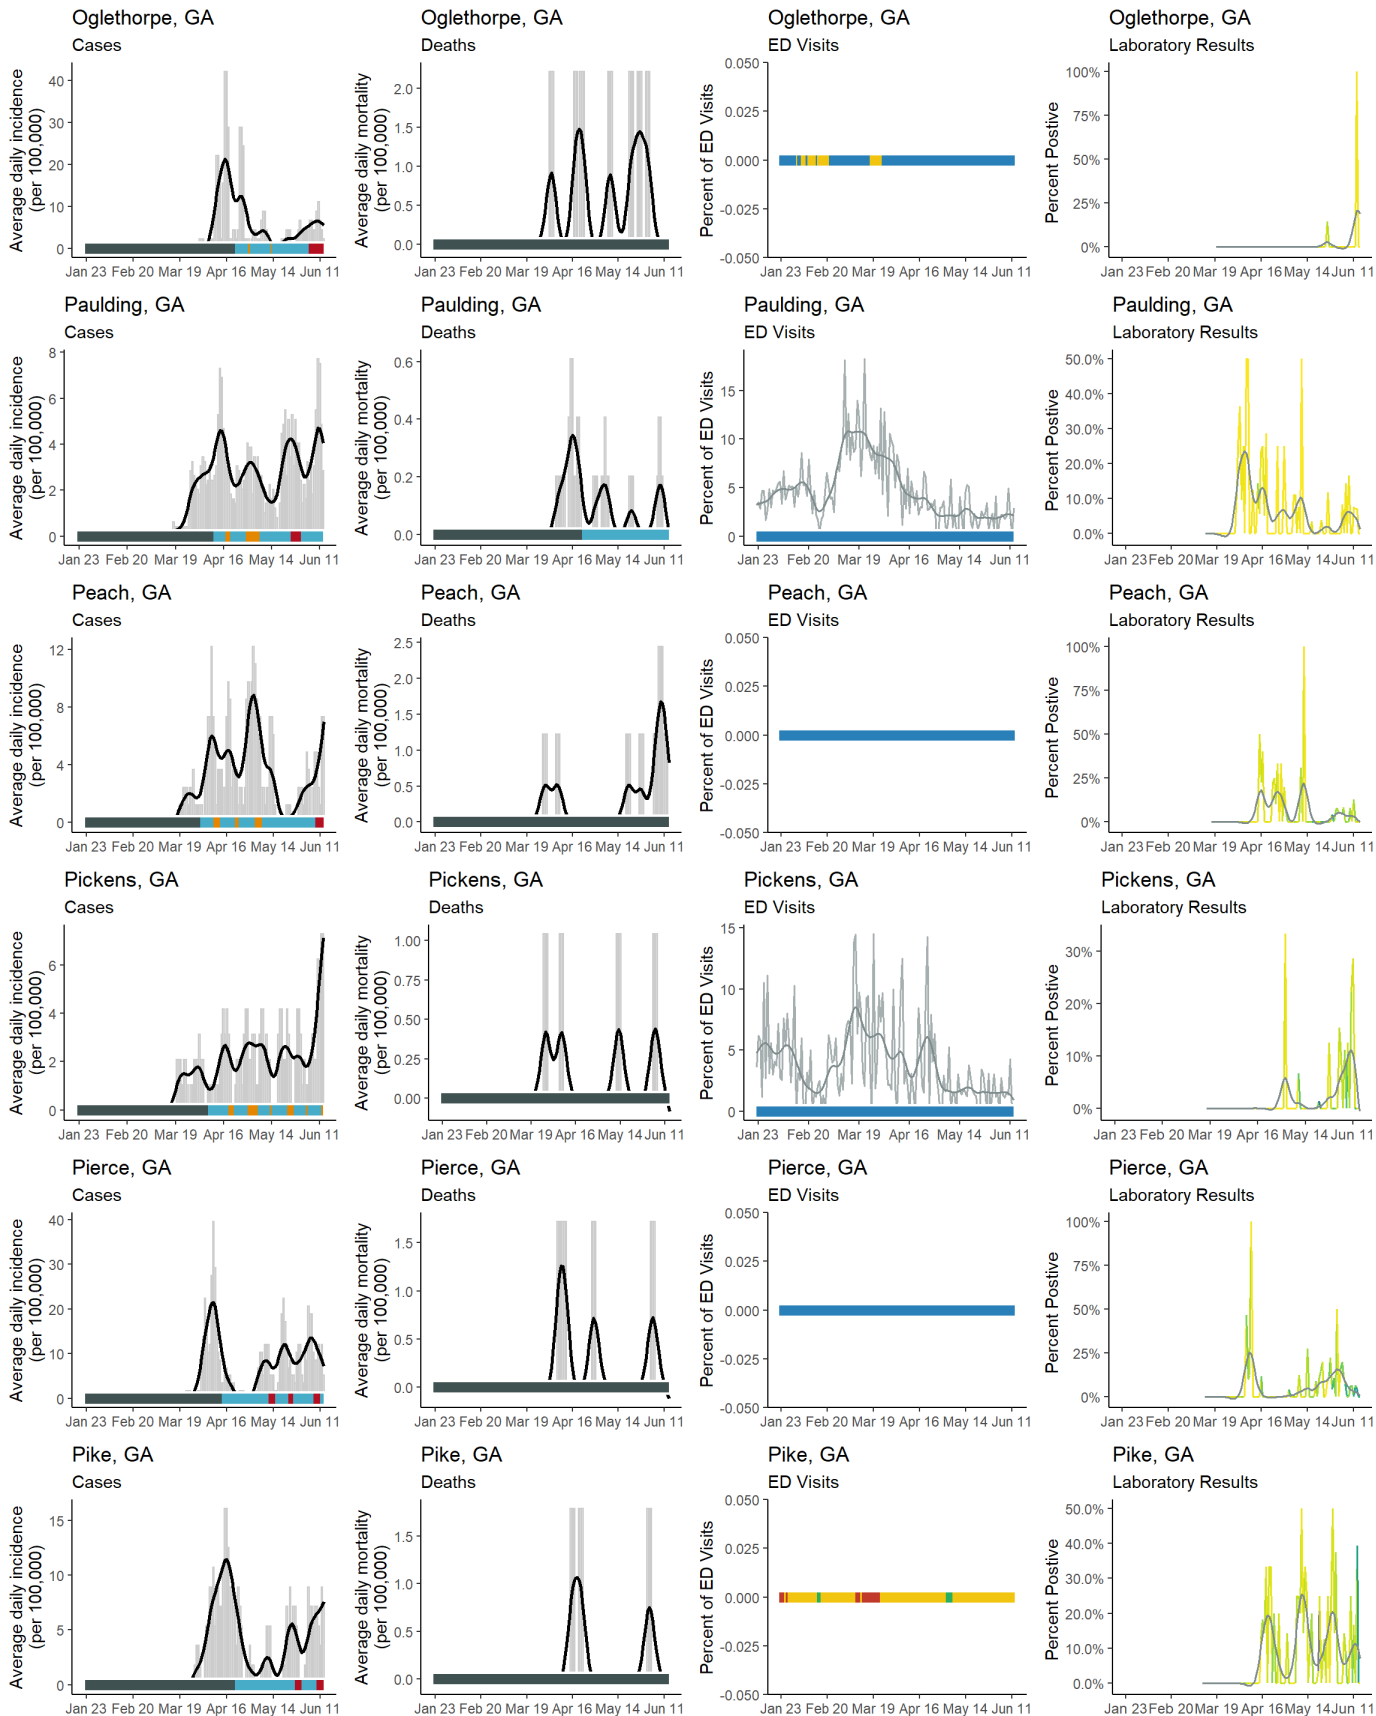 Oglethorpe, GA
Cases
Average daily incidence
(per 100,000)
40
30
20
10
0
Jan 23 Feb 20 Mar 19 Apr 16 May 14 Jun 11
Oglethorpe, GA
Deaths
Average daily mortality
(per 100,000)
2.0
1.5
1.0
0.5
0.0
Jan 23 Feb 20 Mar 19 Apr 16 May 14 Jun 11
Oglethorpe, GA
ED Visits
Percent of ED Visits
0.050
0.025
0.000
-0.025
-0.050
Jan 23 Feb 20 Mar 19 Apr 16 May 14 Jun 11
Oglethorpe, GA
Laboratory Results
Percent Postive
100%
75%
50%
25%
0%
Jan 23 Feb 20 Mar 19 Apr 16 May 14 Jun 11
Paulding, GA
Cases
Average daily incidence
(per 100,000)
8
6
4
2
0
Jan 23 Feb 20 Mar 19 Apr 16 May 14 Jun 11
Paulding, GA
Deaths
Average daily mortality
(per 100,000)
0.6
0.4
0.2
0.0
Jan 23 Feb 20 Mar 19 Apr 16 May 14 Jun 11
Paulding, GA
ED Visits
Percent of ED Visits
15
10
5
0
Jan 23 Feb 20 Mar 19 Apr 16 May 14 Jun 11
Paulding, GA
Laboratory Results
Percent Postive
50.0%
40.0%
30.0%
20.0%
10.0%
0.0%
Jan 23 Feb 20 Mar 19 Apr 16 May 14 Jun 11
Peach, GA
Cases
Average daily incidence
(per 100,000)
12
8
4
0
Jan 23 Feb 20 Mar 19 Apr 16 May 14 Jun 11
Peach, GA
Deaths
Average daily mortality
(per 100,000)
2.5
2.0
1.5
1.0
0.5
0.0
Jan 23 Feb 20 Mar 19 Apr 16 May 14 Jun 11
Peach, GA
ED Visits
Percent of ED Visits
0.050
0.025
0.000
-0.025
-0.050
Jan 23 Feb 20 Mar 19 Apr 16 May 14 Jun 11
Peach, GA
Laboratory Results
Percent Postive
100%
75%
50%
25%
0%
Jan 23 Feb 20 Mar 19 Apr 16 May 14 Jun 11
Pickens, GA
Cases
Average daily incidence
(per 100,000)
6
4
2
0
Jan 23 Feb 20 Mar 19 Apr 16 May 14 Jun 11
Pickens, GA
Deaths
Average daily mortality
(per 100,000)
1.00
0.75
0.50
0.25
0.00
Jan 23 Feb 20 Mar 19 Apr 16 May 14 Jun 11
Pickens, GA
ED Visits
Percent of ED Visits
15
10
5
0
Jan 23 Feb 20 Mar 19 Apr 16 May 14 Jun 11
Pickens, GA
Laboratory Results
Percent Postive
30%
20%
10%
0%
Jan 23 Feb 20 Mar 19 Apr 16 May 14 Jun 11
Pierce, GA
Cases
Average daily incidence
(per 100,000)
40
30
20
10
0
Jan 23 Feb 20 Mar 19 Apr 16 May 14 Jun 11
Pierce, GA
Deaths
Average daily mortality
(per 100,000)
1.5
1.0
0.5
0.0
Jan 23 Feb 20 Mar 19 Apr 16 May 14 Jun 11
Pierce, GA
ED Visits
Percent of ED Visits
0.050
0.025
0.000
-0.025
-0.050
Jan 23 Feb 20 Mar 19 Apr 16 May 14 Jun 11
Pierce, GA
Laboratory Results
Percent Postive
100%
75%
50%
25%
0%
Jan 23 Feb 20 Mar 19 Apr 16 May 14 Jun 11
Pike, GA
Cases
Average daily incidence
(per 100,000)
15
10
5
0
Jan 23 Feb 20 Mar 19 Apr 16 May 14 Jun 11
Pike, GA
Deaths
Average daily mortality
(per 100,000)
1.5
1.0
0.5
0.0
Jan 23 Feb 20 Mar 19 Apr 16 May 14 Jun 11
Pike, GA
ED Visits
Percent of ED Visits
0.050
0.025
0.000
-0.025
-0.050
Jan 23 Feb 20 Mar 19 Apr 16 May 14 Jun 11
Pike, GA
Laboratory Results
Percent Postive
50.0%
40.0%
30.0%
20.0%
10.0%
0.0%
Jan 23 Feb 20 Mar 19 Apr 16 May 14 Jun 11